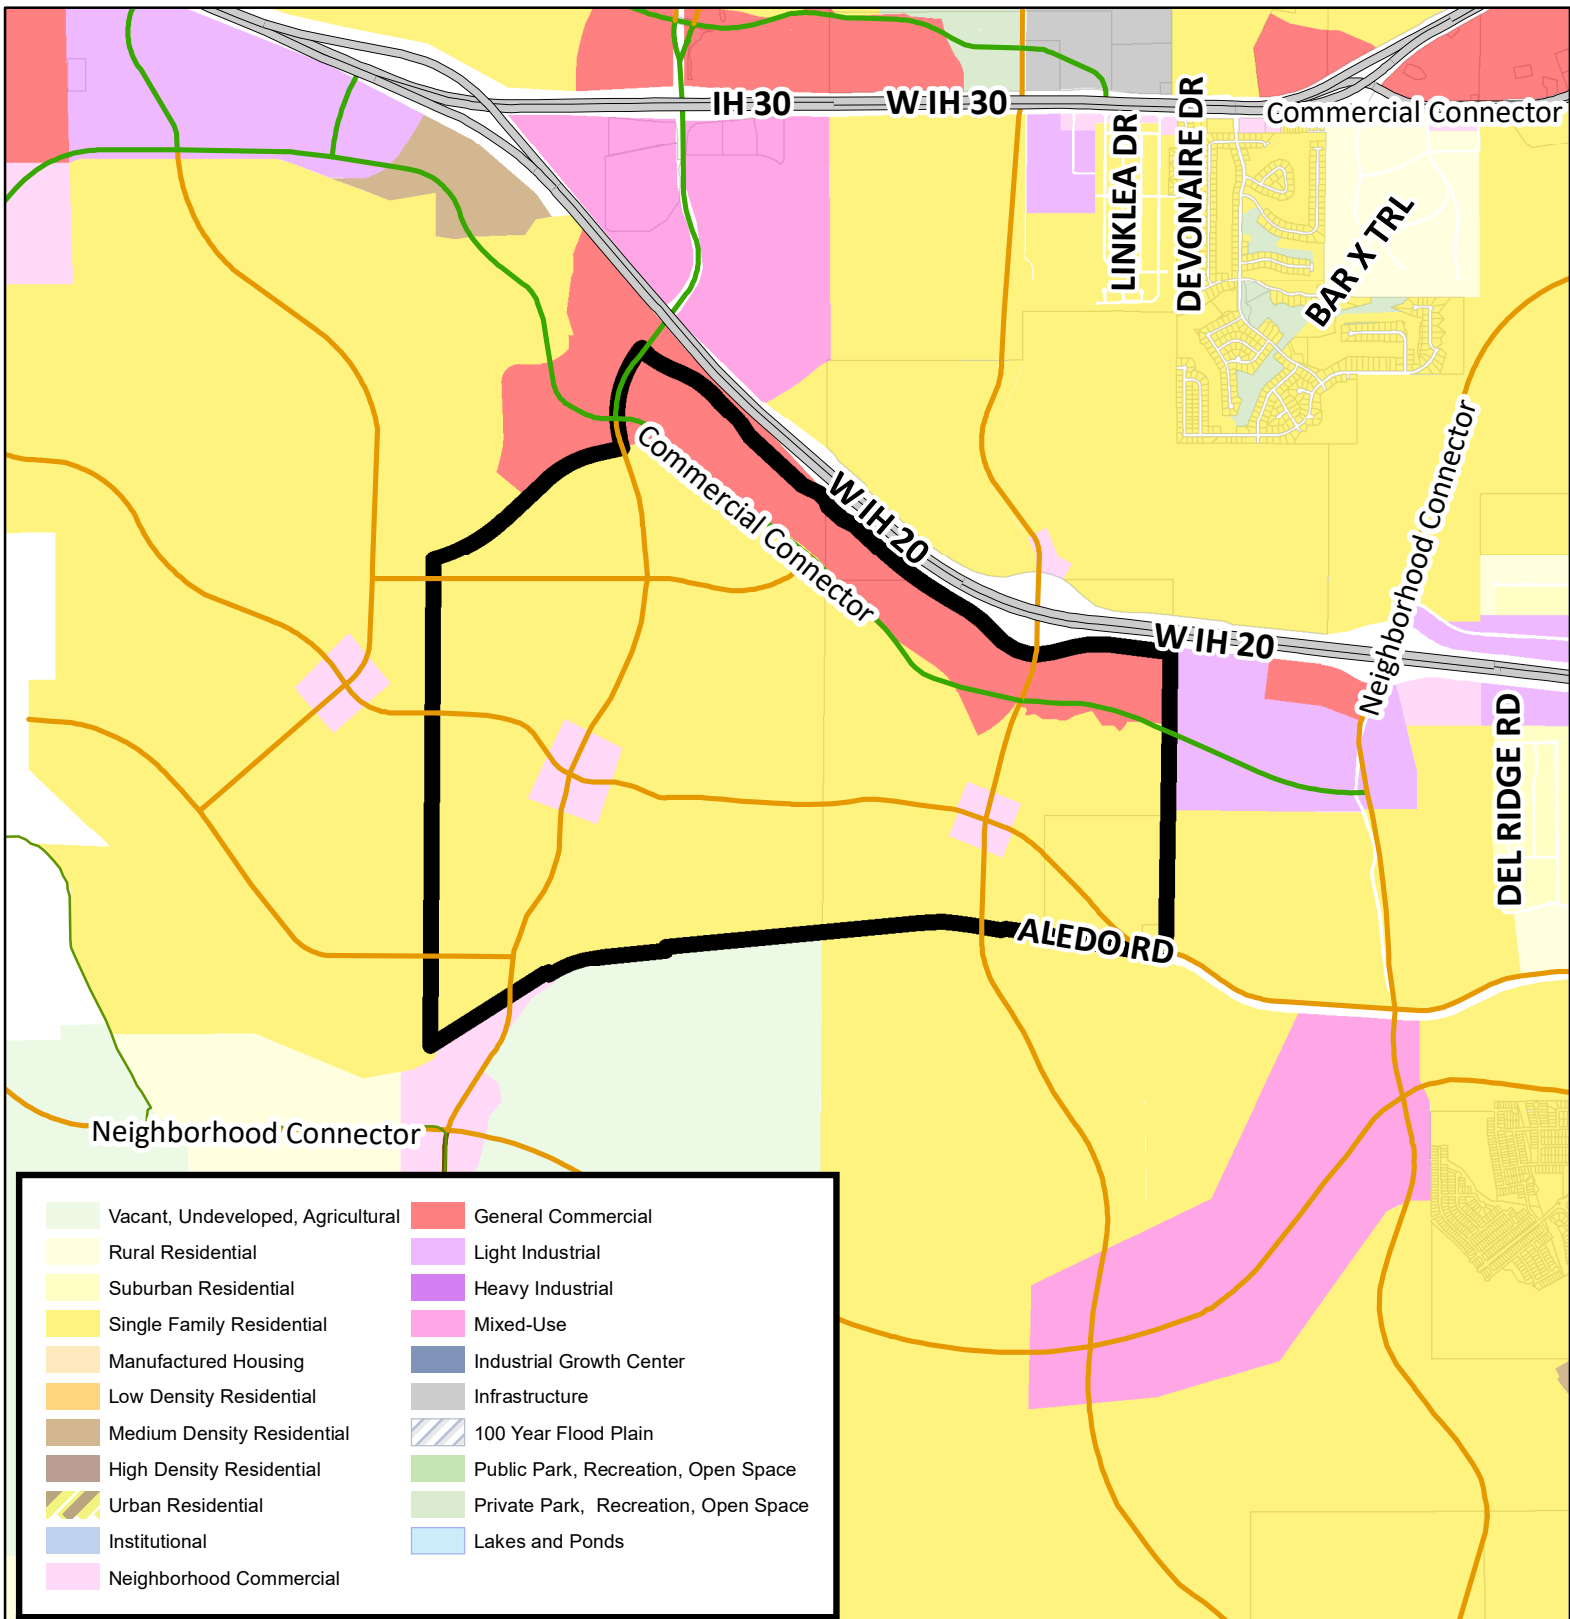 IH 30
W IH 30
Commercial Connector
LINKLEA DR
DEVONAIRE DR
BAR X TRL
Commercial Connector
W IH 20
Neighborhood Connector
W IH 20
DEL RIDGE RD
ALEDO RD
Neighborhood Connector
Vacant, Undeveloped, Agricultural
Rural Residential
Suburban Residential
Single Family Residential
Manufactured Housing
Low Density Residential
Medium Density Residential
High Density Residential
Urban Residential
Institutional
Neighborhood Commercial
General Commercial
Light Industrial
Heavy Industrial
Mixed-Use
Industrial Growth Center
Infrastructure
100 Year Flood Plain
Public Park, Recreation, Open Space
Private Park, Recreation, Open Space
Lakes and Ponds